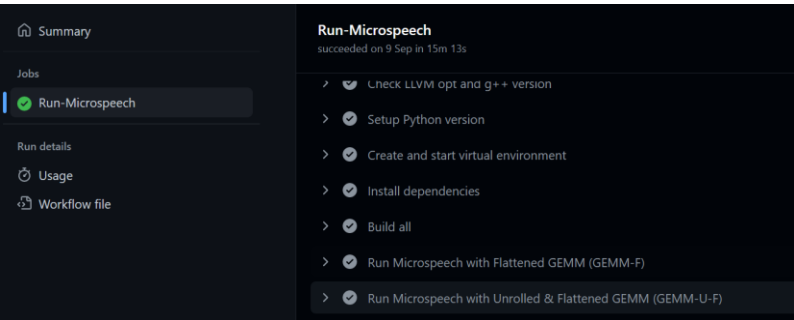 Summary
Jobs
Run-Microspeech
Run details
Usage
Workflow file
Run-Microspeech
succeeded on 9 Sep in 15m 13s
Check LLVM opt and g++ version
Setup Python version
Create and start virtual environment
Install dependencies
Build all
Run Microspeech with Flattened GEMM (GEMM-F)
Run Microspeech with Unrolled & Flattened GEMM (GEMM-U-F)